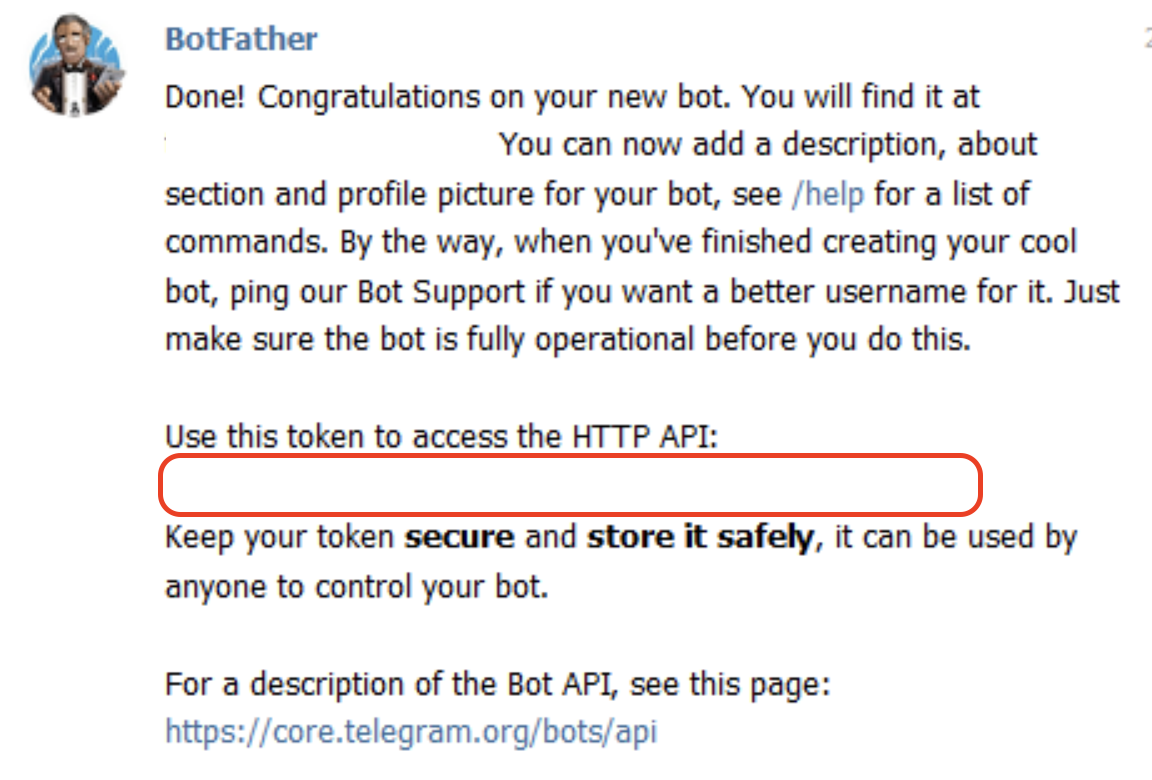 BotFather
Done! Congratulations on your new bot. You will find it at
You can now add a description, about
section and profile picture for your bot, see /help for a list of
commands. By the way, when you've finished creating your cool
bot, ping our Bot Support if you want a better username for it. Just
make sure the bot is fully operational before you do this.
Use this token to access the HTTP API:
Keep your token secure and store it safely, it can be used by
anyone to control your bot.
For a description of the Bot API, see this page:
https://core.telegram.org/bots/api